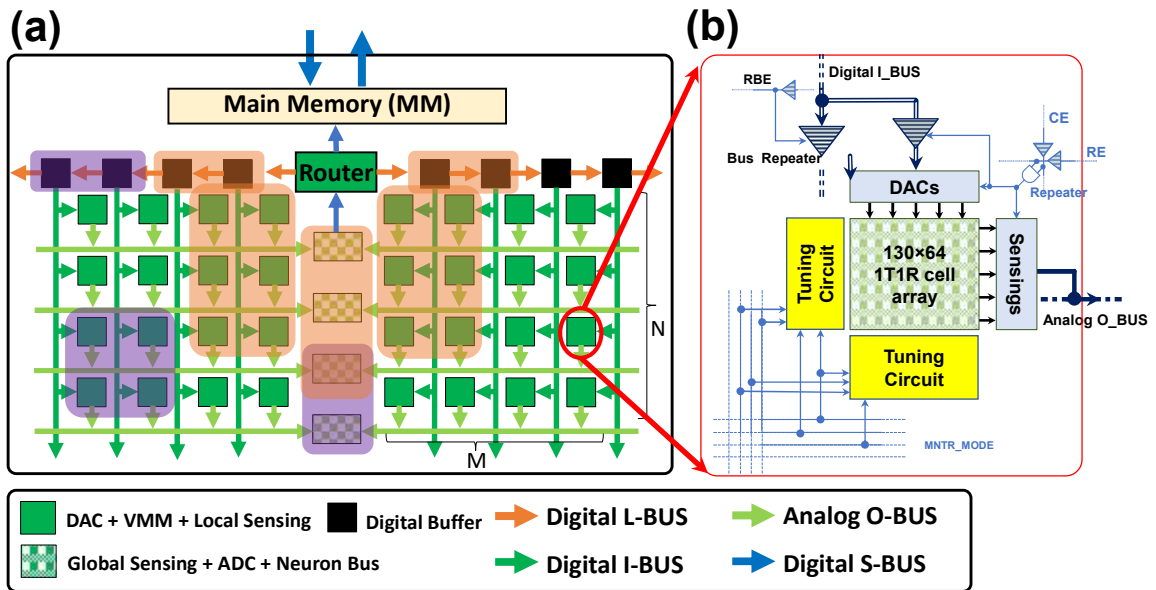 (a)
Main Memory (MM)
Router
N
M
(b)
RBE
Digital I_BUS
CE
RE
Bus Repeater
Repeater
DACs
Tuning
Circuit
130×64
1T1R cell
array
Sensings
Analog O_BUS
Tuning
Circuit
MNTR_MODE
DAC + VMM + Local Sensing
Digital Buffer
Digital L-BUS
Analog O-BUS
Global Sensing + ADC + Neuron Bus
Digital I-BUS
Digital S-BUS